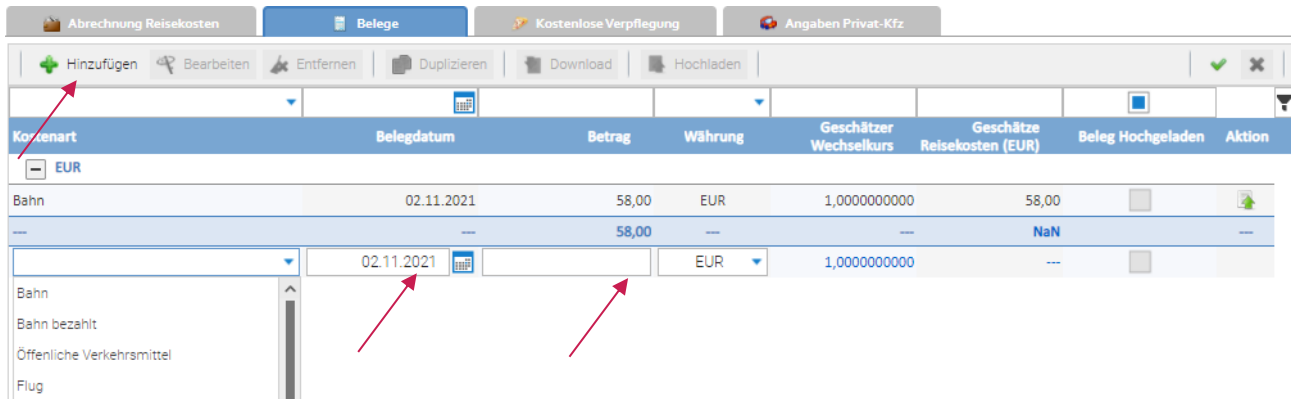 Abrechnung Reisekosten Belege Kostenlose Verpflegung Angaben Privat-Kfz
Hinzufügen Bearbeiten Entfernen Duplizieren Download Hochladen
Kostenart Belegdatum Betrag Währung Geschätzer Wechselkurs Geschätze Reisekosten (EUR) Beleg Hochgeladen Aktion
EUR
Bahn 02.11.2021 58,00 EUR 1,0000000000 58,00
--- --- 58,00 --- --- NaN ---
02.11.2021 EUR 1,0000000000 ---
Bahn
Bahn bezahlt
Öffenliche Verkehrsmittel
Flug